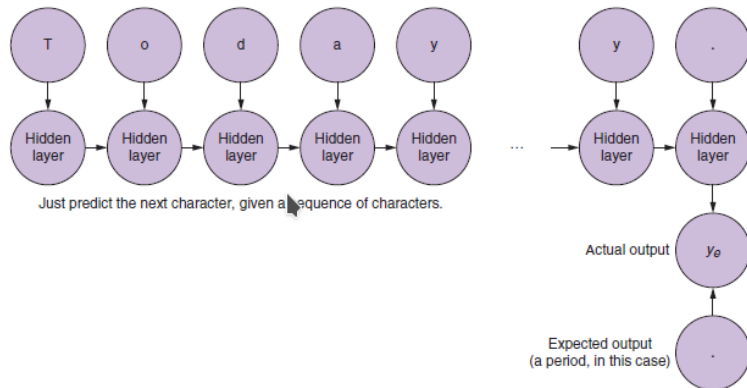 T o d a y y .
Hidden layer Hidden layer Hidden layer Hidden layer Hidden layer ... Hidden layer Hidden layer
Just predict the next character, given a sequence of characters.
Actual output yθ
Expected output
(a period, in this case) .